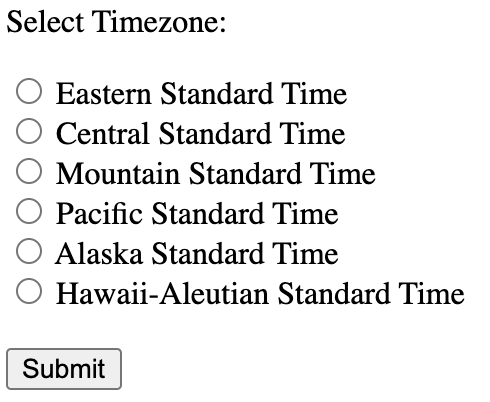 Select Timezone:
Eastern Standard Time
Central Standard Time
Mountain Standard Time
Pacific Standard Time
Alaska Standard Time
Hawaii-Aleutian Standard Time
Submit